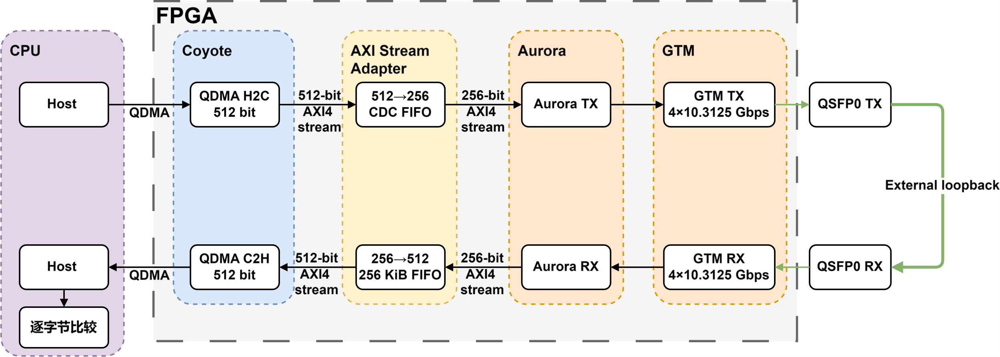 FPGA
CPU
Coyote
AXI Stream
Adapter
Aurora
GTM
Host
QDMA
QDMA H2C
512 bit
512-bit
AXI4
stream
512→256
CDC FIFO
256-bit
AXI4
stream
Aurora TX
GTM TX
4×10.3125 Gbps
QSFP0 TX
External loopback
Host
QDMA
QDMA C2H
512 bit
512-bit
AXI4
stream
256→512
256 KiB FIFO
256-bit
AXI4
stream
Aurora RX
GTM RX
4×10.3125 Gbps
QSFP0 RX
逐字节比较